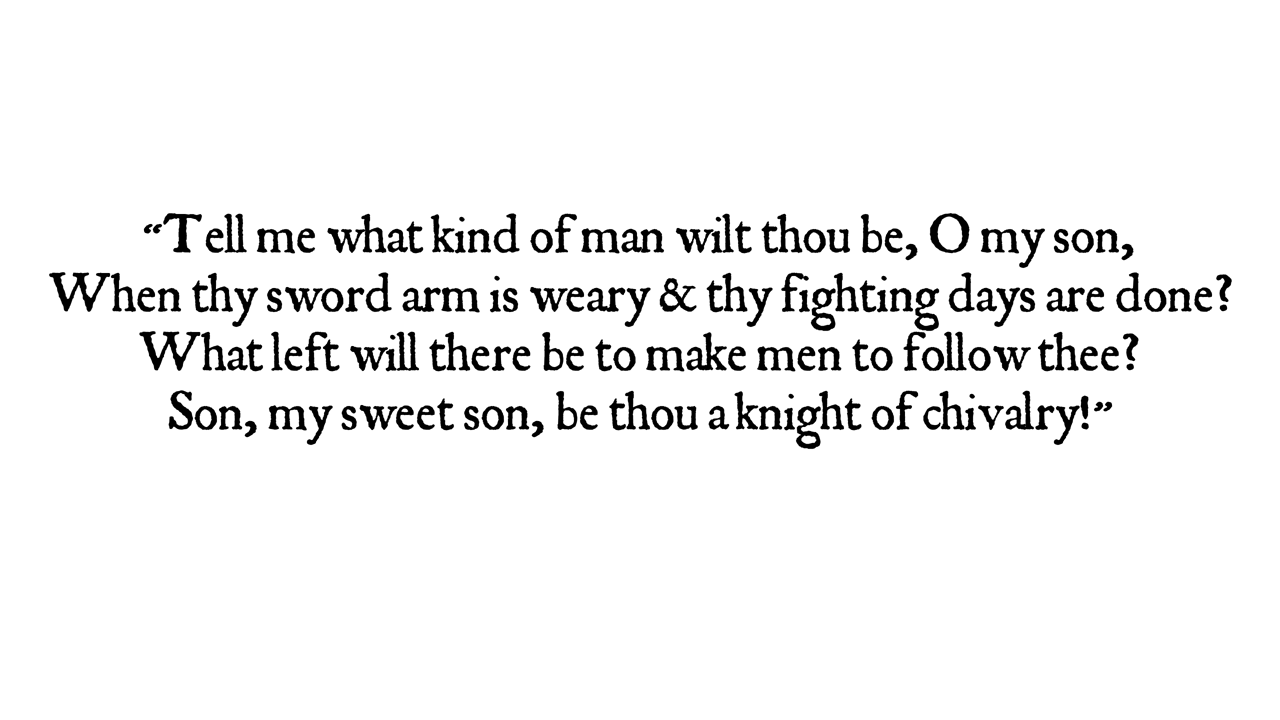 “Tell me what kind of man wilt thou be, O my son,
When thy sword arm is weary & thy fighting days are done?
What left will there be to make men to follow thee?
Son, my sweet son, be thou a knight of chivalry!”